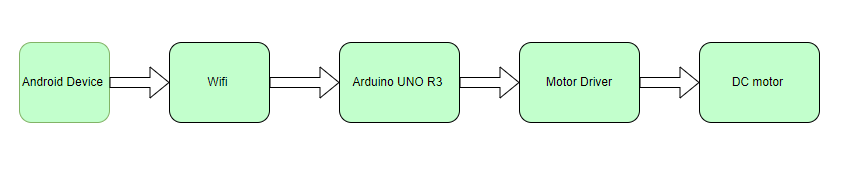 Android Device
Wifi
Arduino UNO R3
Motor Driver
DC motor